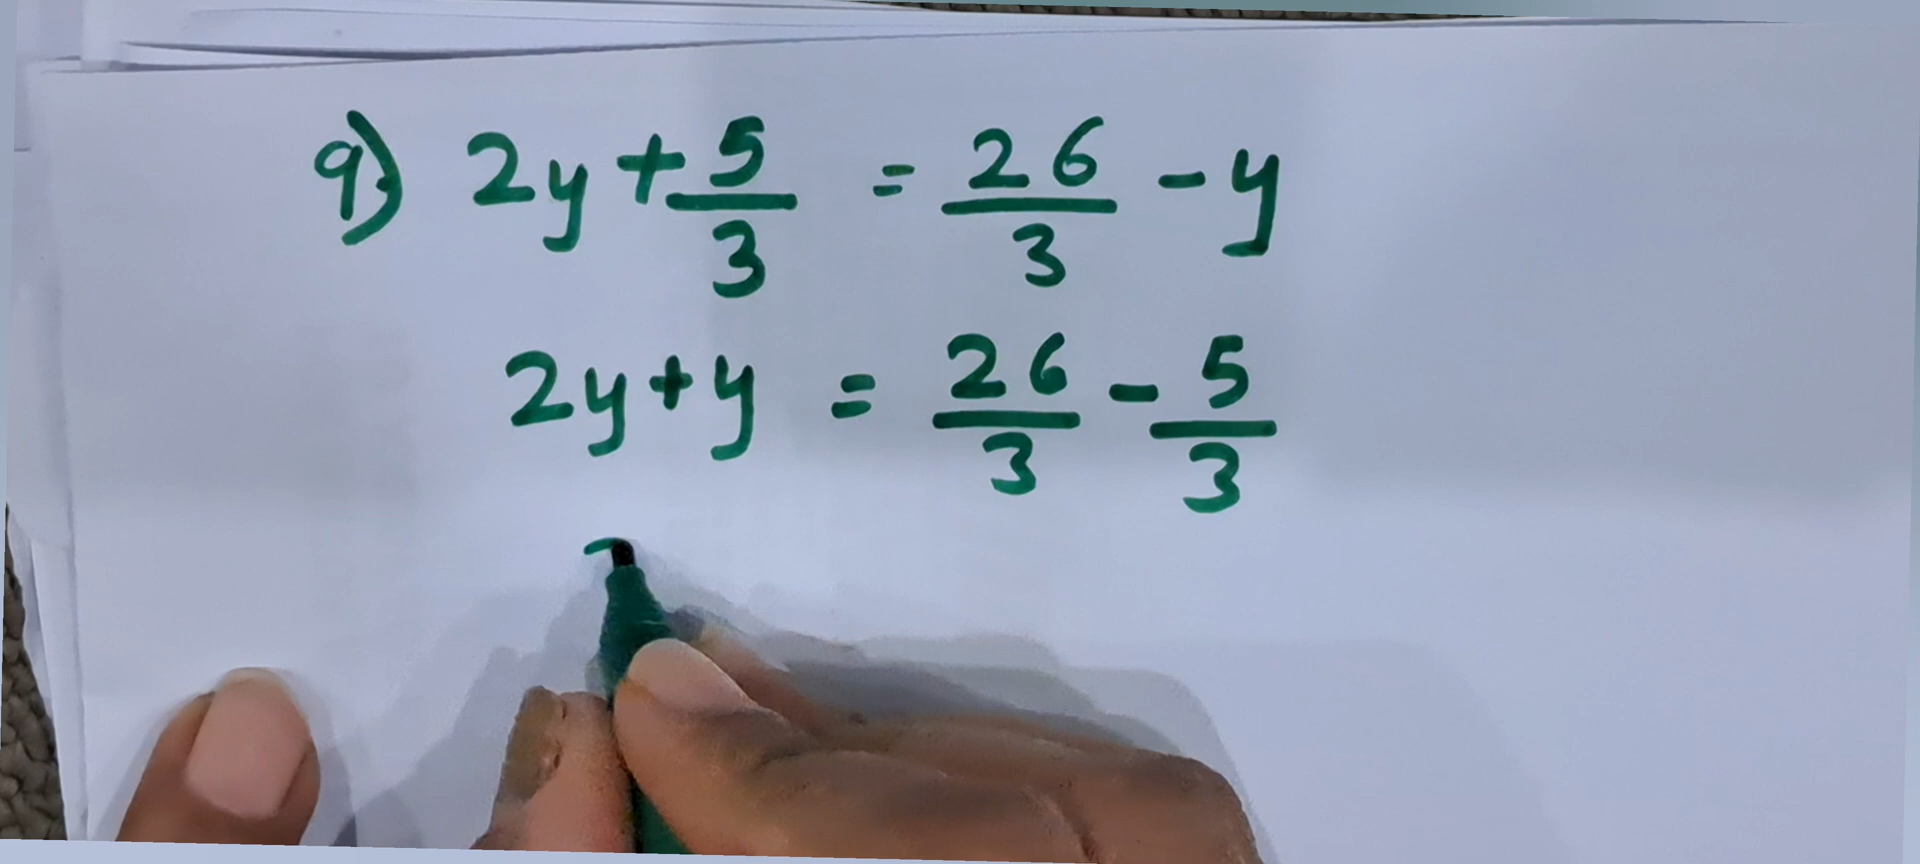 9) 2y + 5/3 = 26/3 - y
2y + y = 26/3 - 5/3